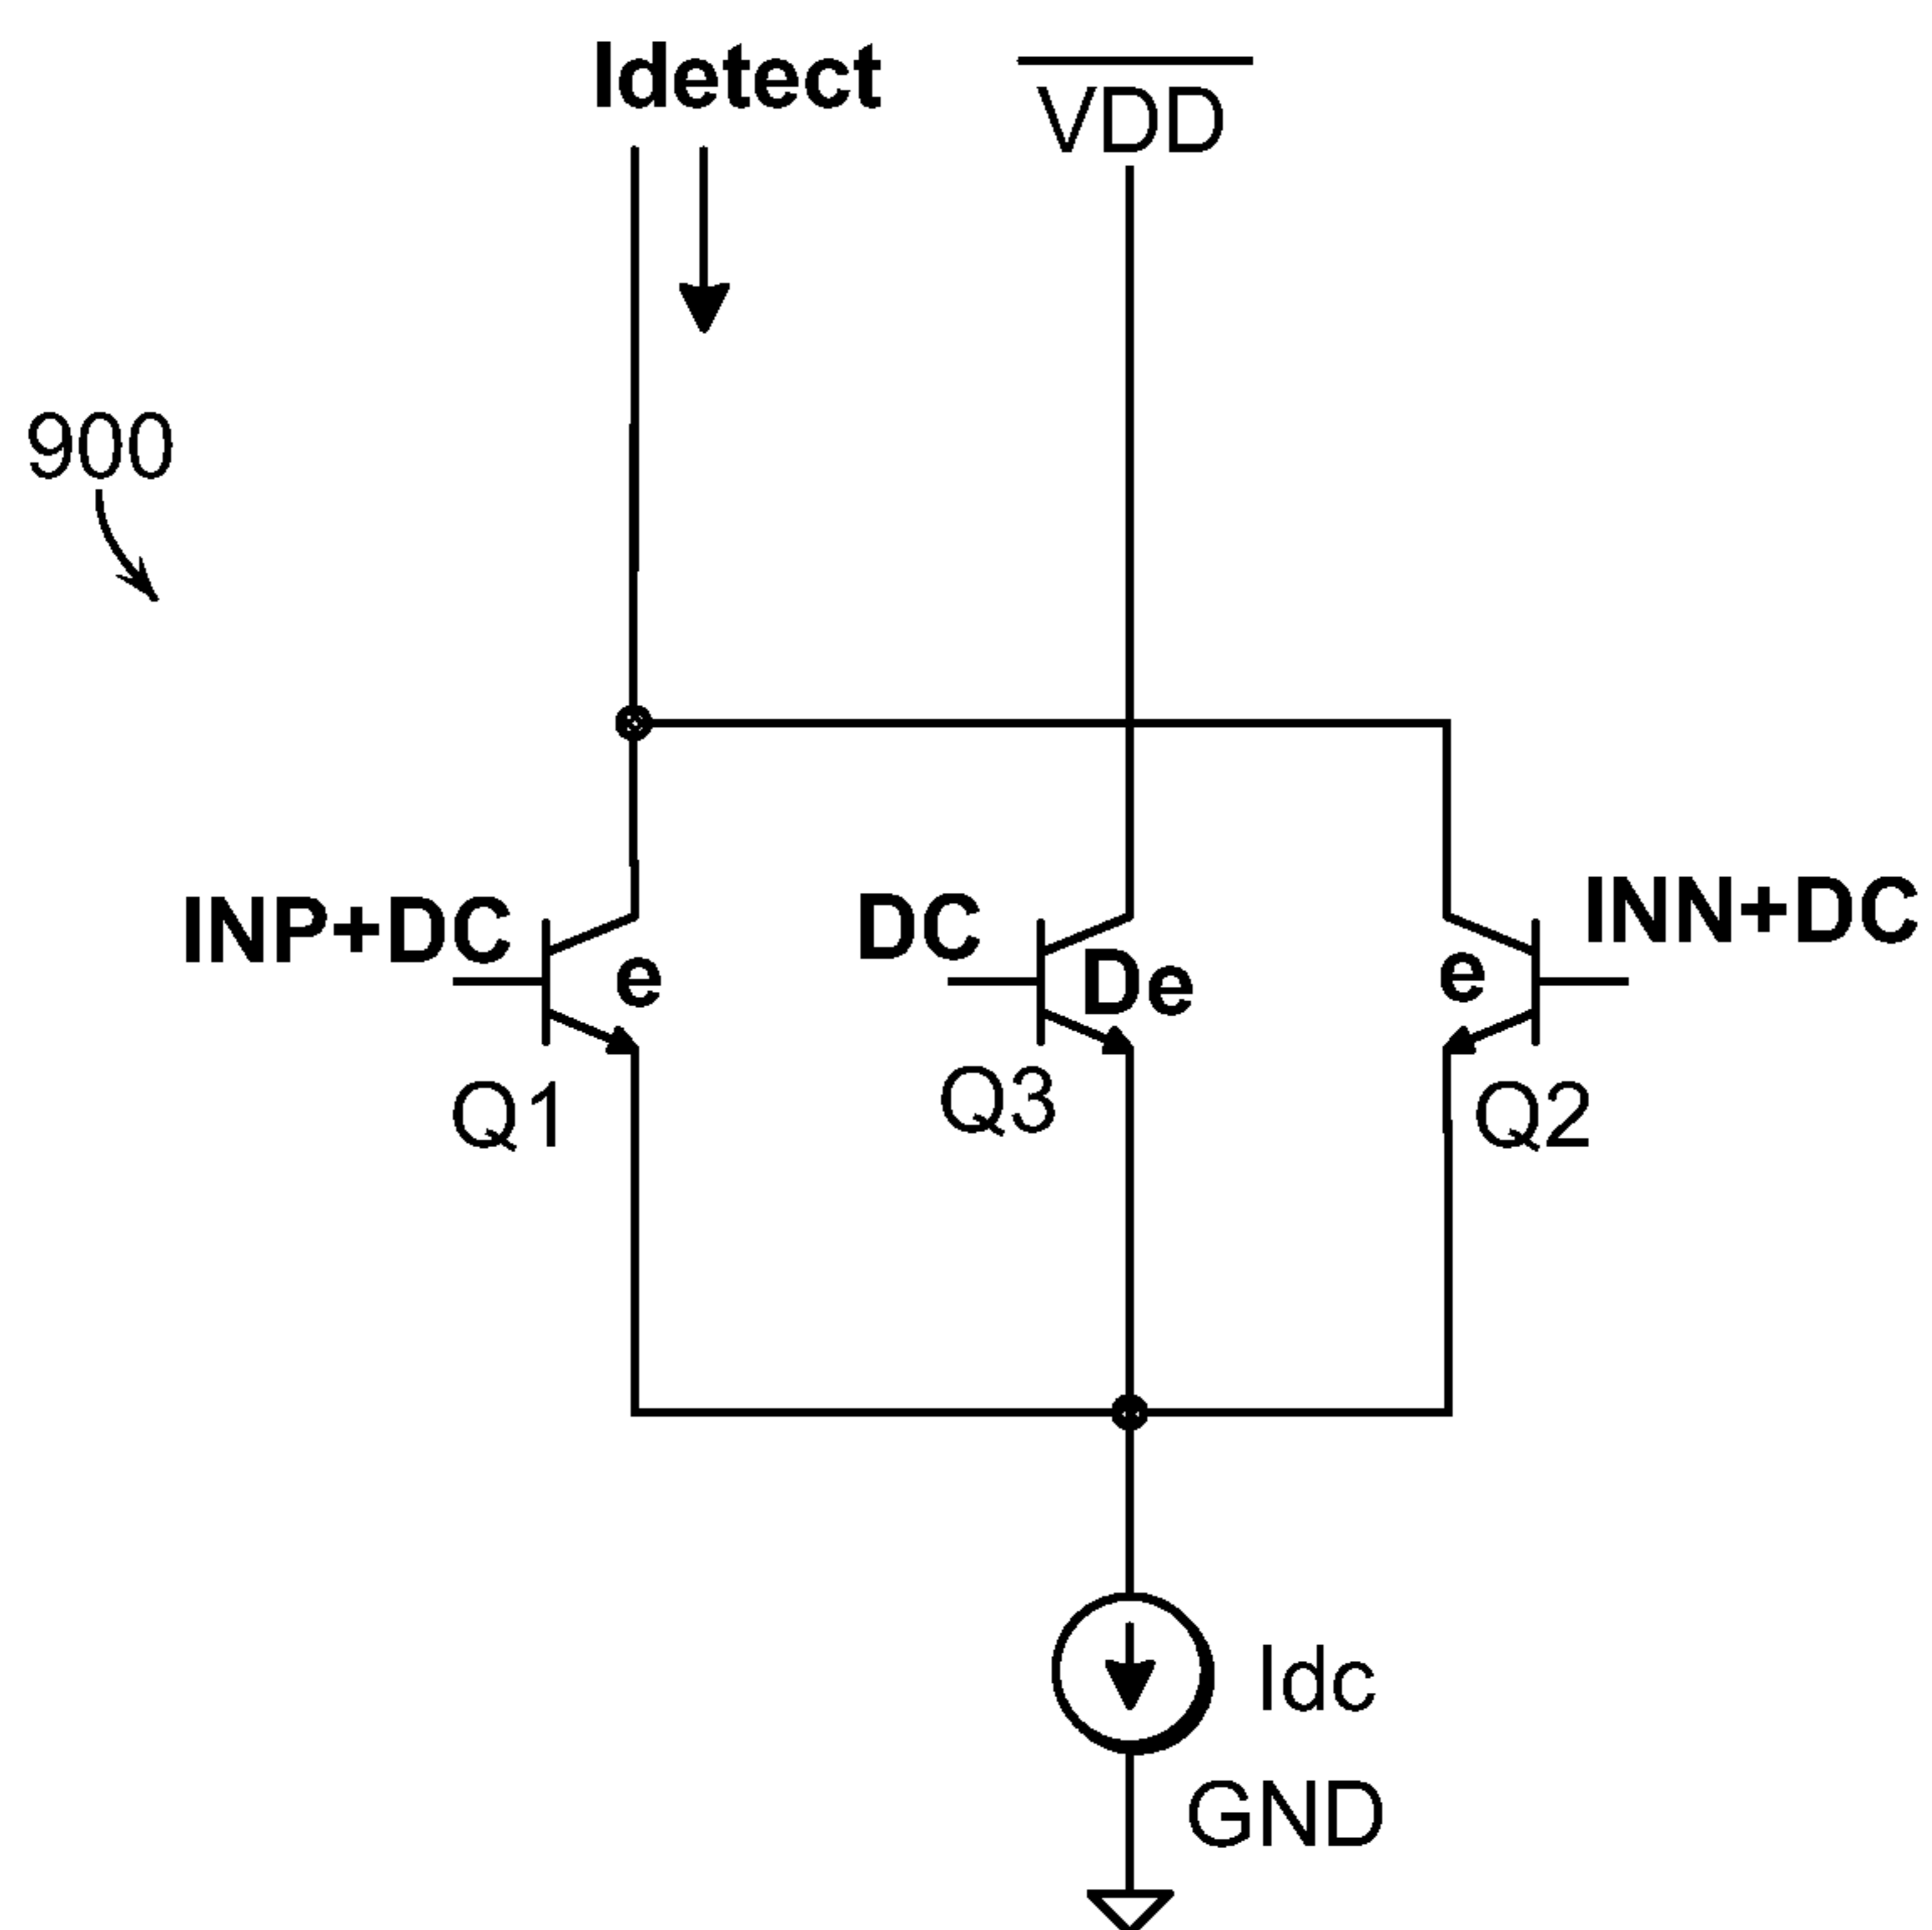 Idetect
VDD
900
INP+DC
DC
INN+DC
e
De
e
Q1
Q3
Q2
Idc
GND